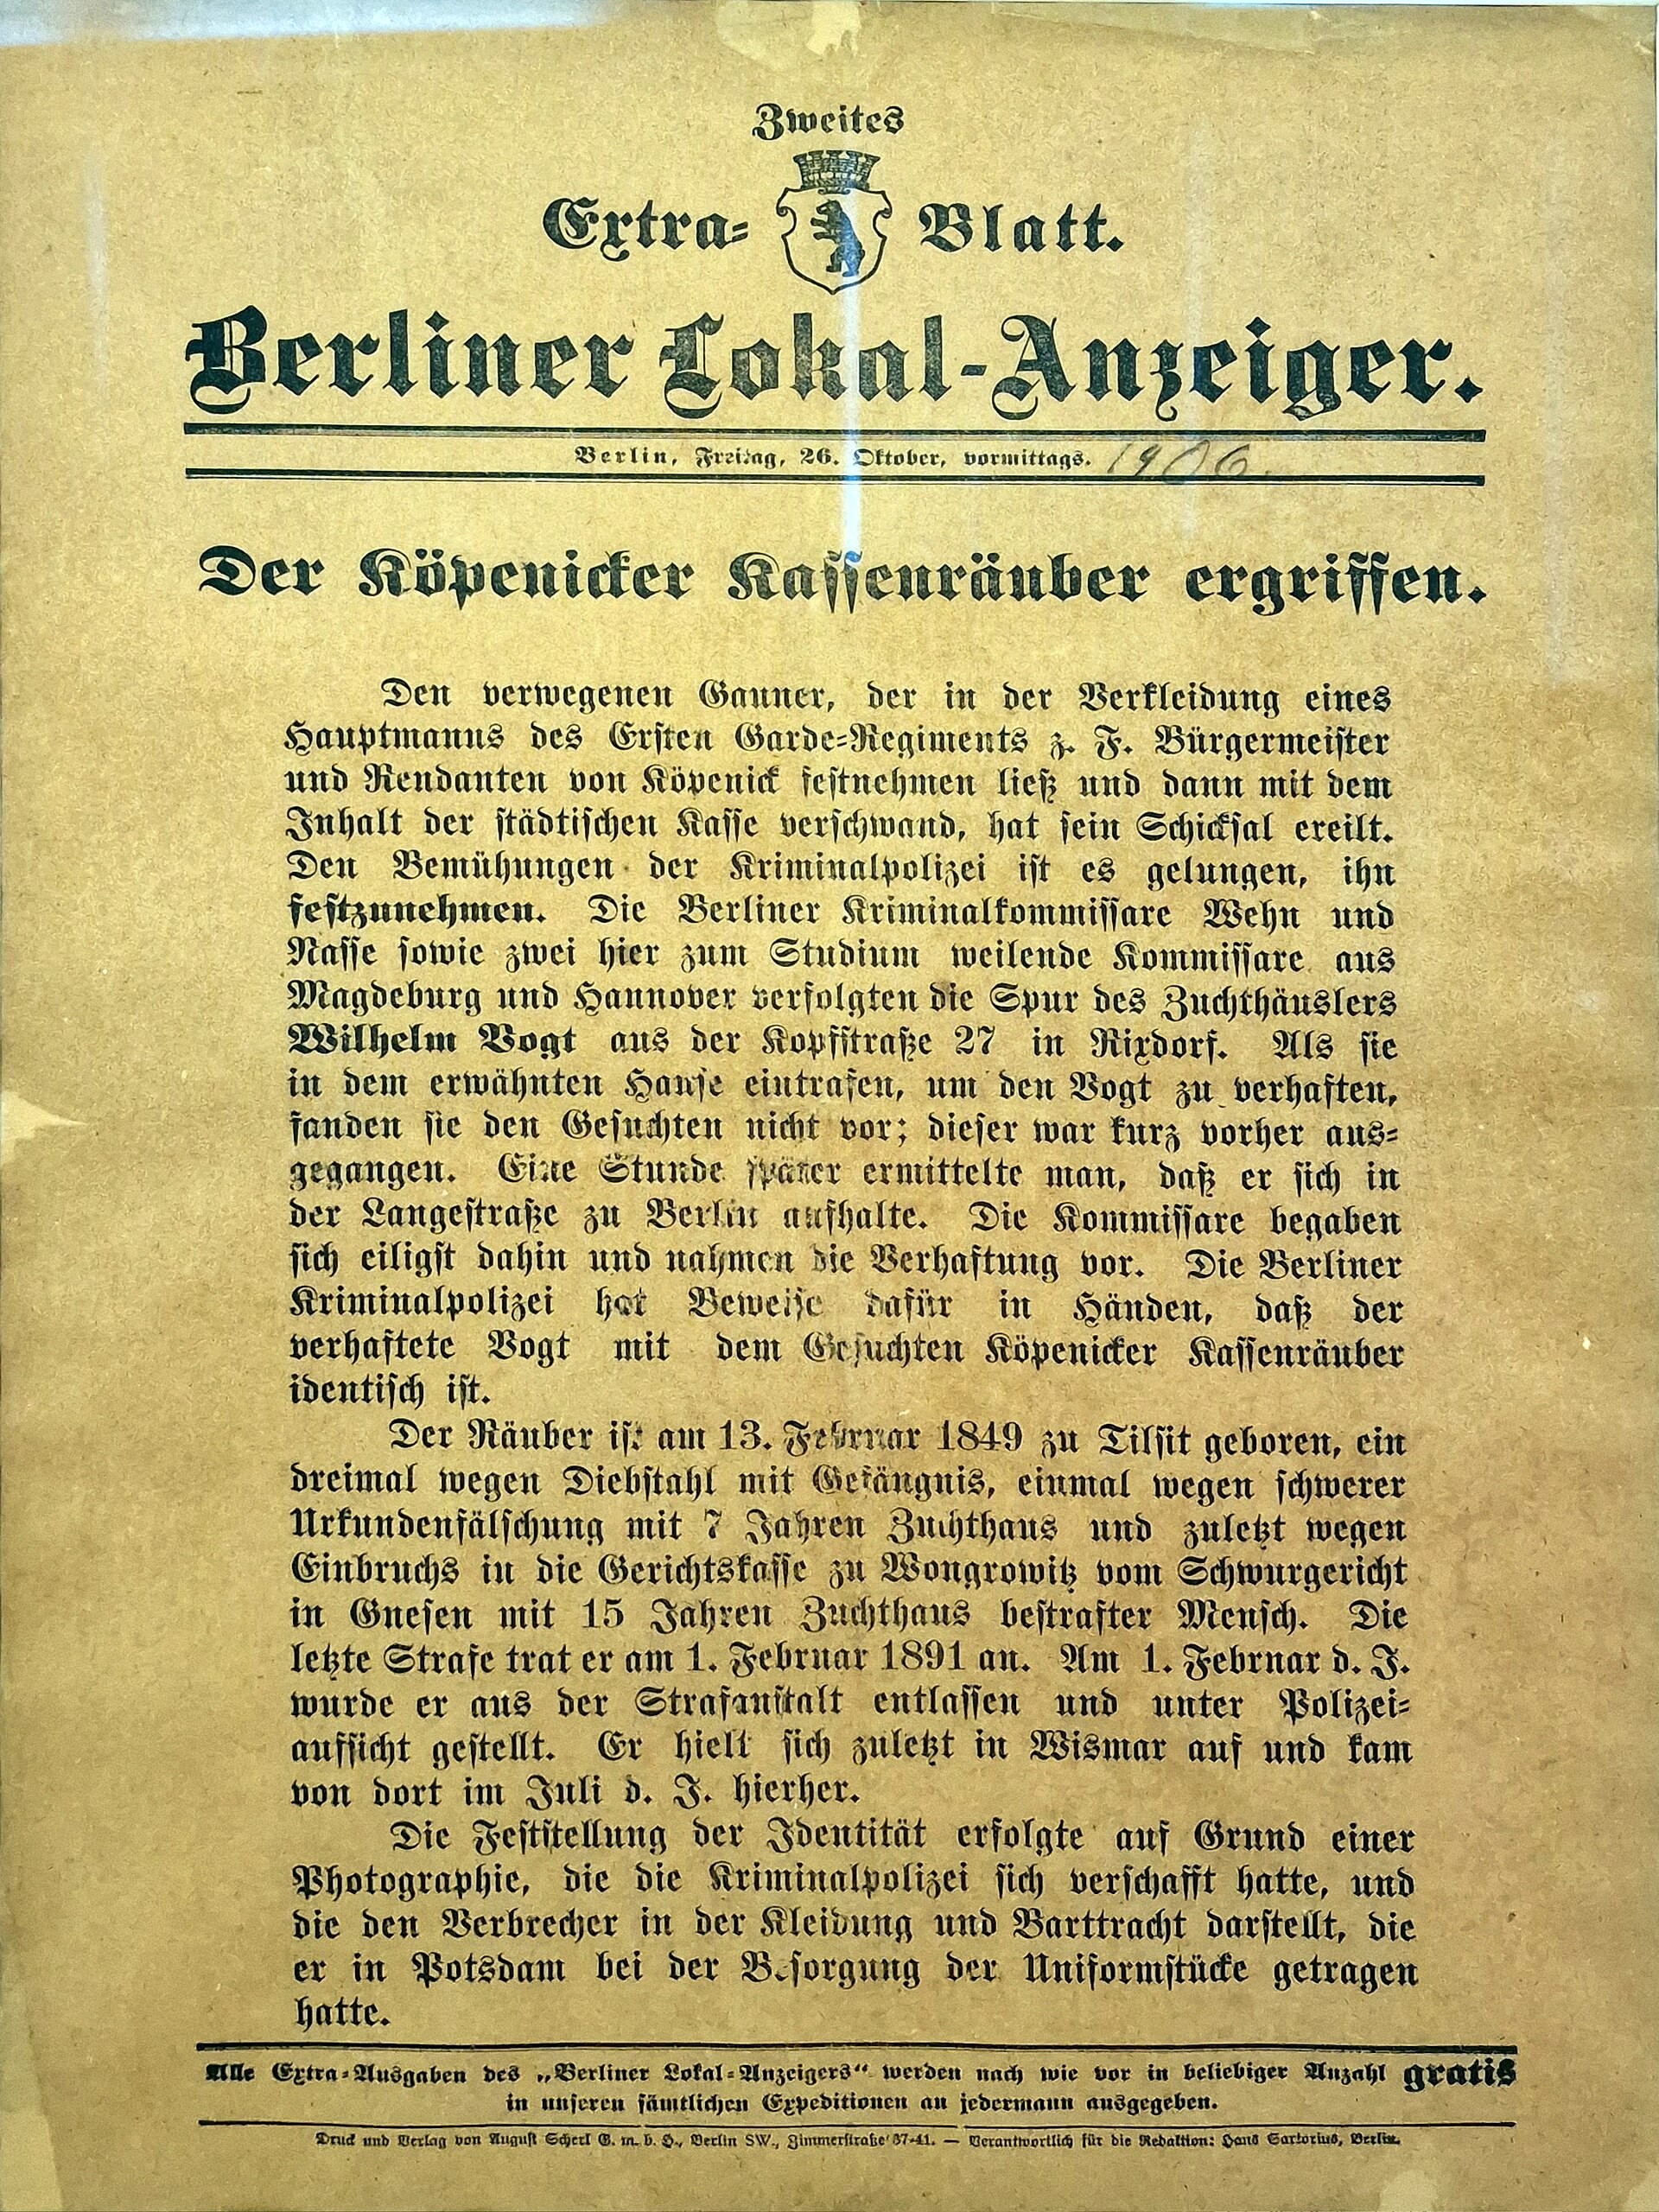 Zweites
Extra-Blatt.
Berliner Lokal-Anzeiger.
Berlin, Freitag, 26. Oktober, vormittags. 1906.
Der Köpenicker Kassenräuber ergriffen.
Den verwegenen Gauner, der in der Verkleidung eines
Hauptmanns des Ersten Garde-Regiments z. F. Bürgermeister
und Rendanten von Köpenick festnehmen ließ und dann mit dem
Inhalt der städtischen Kasse verschwand, hat sein Schicksal ereilt.
Den Bemühungen der Kriminalpolizei ist es gelungen, ihn
festzunehmen. Die Berliner Kriminalkommissare Wehn und
Nasse sowie zwei hier zum Studium weilende Kommissare aus
Magdeburg und Hannover verfolgten die Spur des Zuchthäuslers
Wilhelm Vogt aus der Kopfstraße 27 in Rixdorf. Als sie
in dem erwähnten Hause eintrafen, um den Vogt zu verhaften,
fanden sie den Gesuchten nicht vor; dieser war kurz vorher aus-
gegangen. Eine Stunde später ermittelte man, daß er sich in
der Langestraße zu Berlin aufhalte. Die Kommissare begaben
sich eiligst dahin und nahmen die Verhaftung vor. Die Berliner
Kriminalpolizei hat Beweise dafür in Händen, daß der
verhaftete Vogt mit dem Gesuchten Köpenicker Kassenräuber
identisch ist.
Der Räuber ist am 13. Februar 1849 zu Tilsit geboren, ein
dreimal wegen Diebstahl mit Gefängnis, einmal wegen schwerer
Urkundenfälschung mit 7 Jahren Zuchthaus und zuletzt wegen
Einbruchs in die Gerichtskasse zu Wongrowitz vom Schwurgericht
in Gnesen mit 15 Jahren Zuchthaus bestrafter Mensch. Die
letzte Strafe trat er am 1. Februar 1891 an. Am 1. Februar d. J.
wurde er aus der Strafanstalt entlassen und unter Polizei-
aufsicht gestellt. Er hielt sich zuletzt in Wismar auf und kam
von dort im Juli d. J. hierher.
Die Feststellung der Identität erfolgte auf Grund einer
Photographie, die die Kriminalpolizei sich verschafft hatte, und
die den Verbrecher in der Kleidung und Barttracht darstellt, die
er in Potsdam bei der Besorgung der Uniformstücke getragen
hatte.
Alle Extra-Ausgaben des „Berliner Lokal-Anzeigers“ werden nach wie vor in beliebiger Anzahl gratis
in unseren sämtlichen Expeditionen an jedermann ausgegeben.
Druck und Verlag von August Scherl G. m. b. H., Berlin SW., Zimmerstraße 37-41. — Verantwortlich für die Redaktion: Hans Sartorius, Berlin.